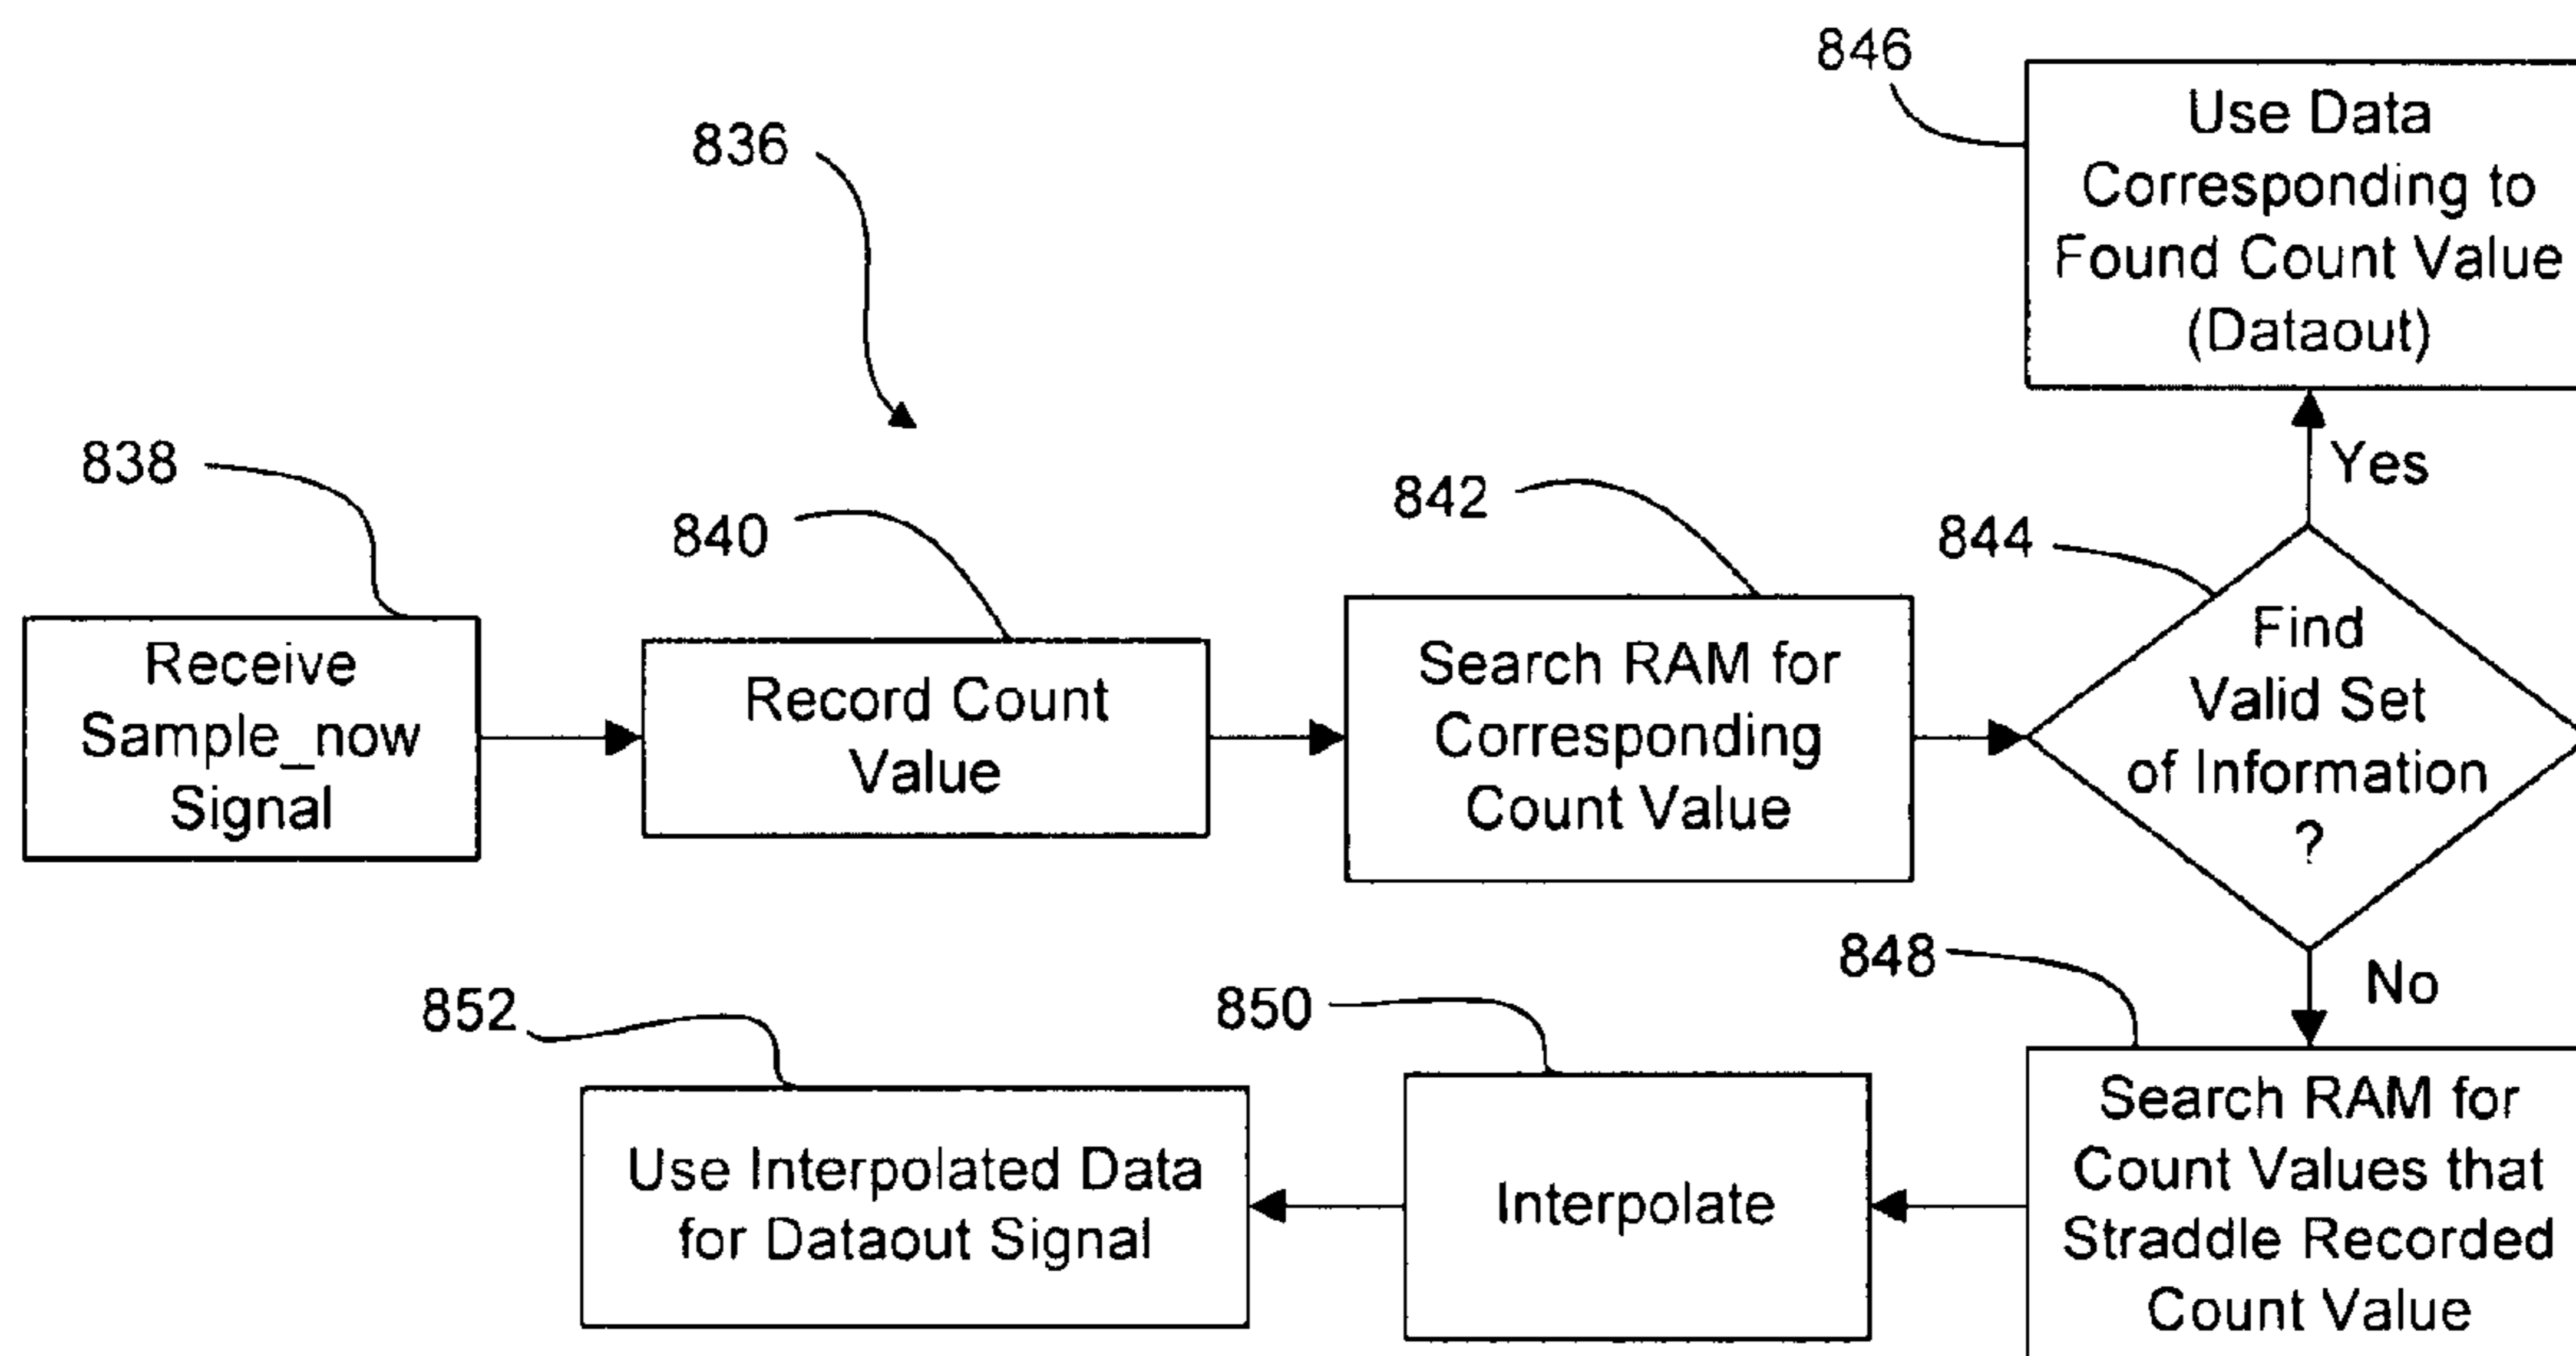 846
Use Data
Corresponding to
Found Count Value
(Dataout)
836
Yes
838
840
842
844
Receive
Sample_now
Signal
Record Count
Value
Search RAM for
Corresponding
Count Value
Find
Valid Set
of Information
?
No
848
850
852
Search RAM for
Count Values that
Straddle Recorded
Count Value
Interpolate
Use Interpolated Data
for Dataout Signal